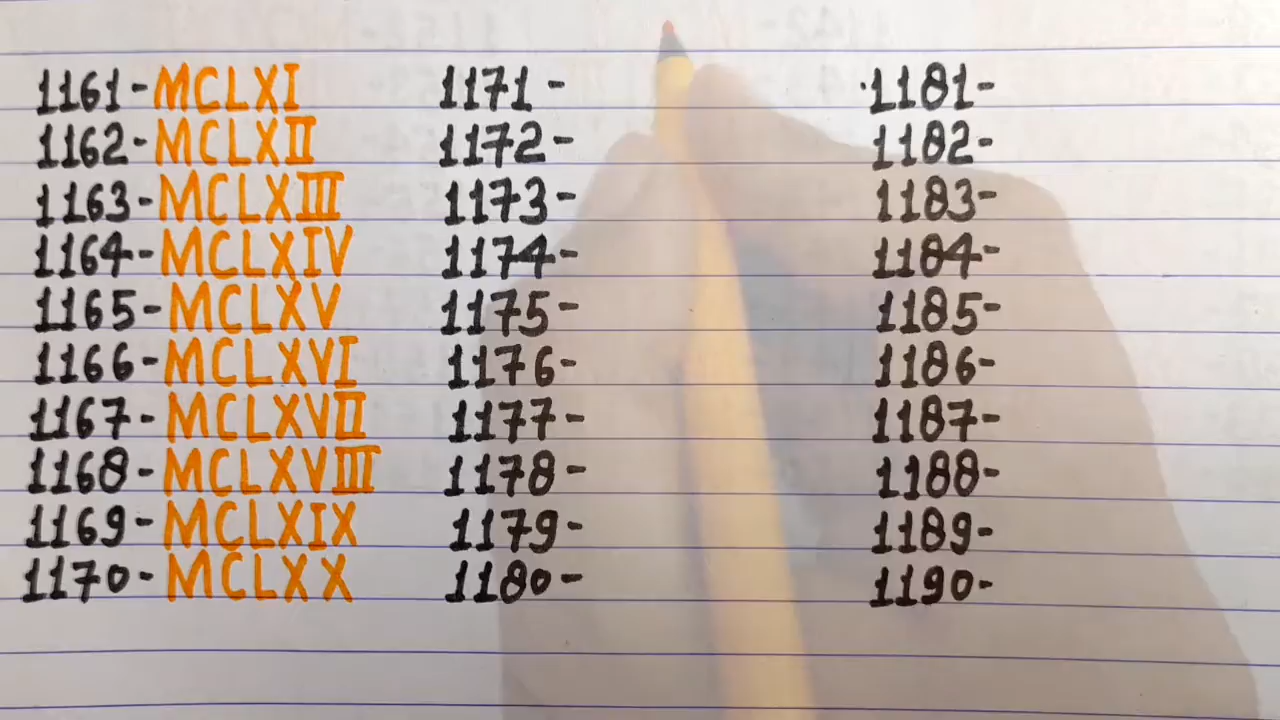 1161-MCLXI 1171- 1181-
1162-MCLXII 1172- 1182-
1163-MCLXIII 1173- 1183-
1164-MCLXIV 1174- 1184-
1165-MCLXV 1175- 1185-
1166-MCLXVI 1176- 1186-
1167-MCLXVII 1177- 1187-
1168-MCLXVIII 1178- 1188-
1169-MCLXIX 1179- 1189-
1170-MCLXX 1180- 1190-